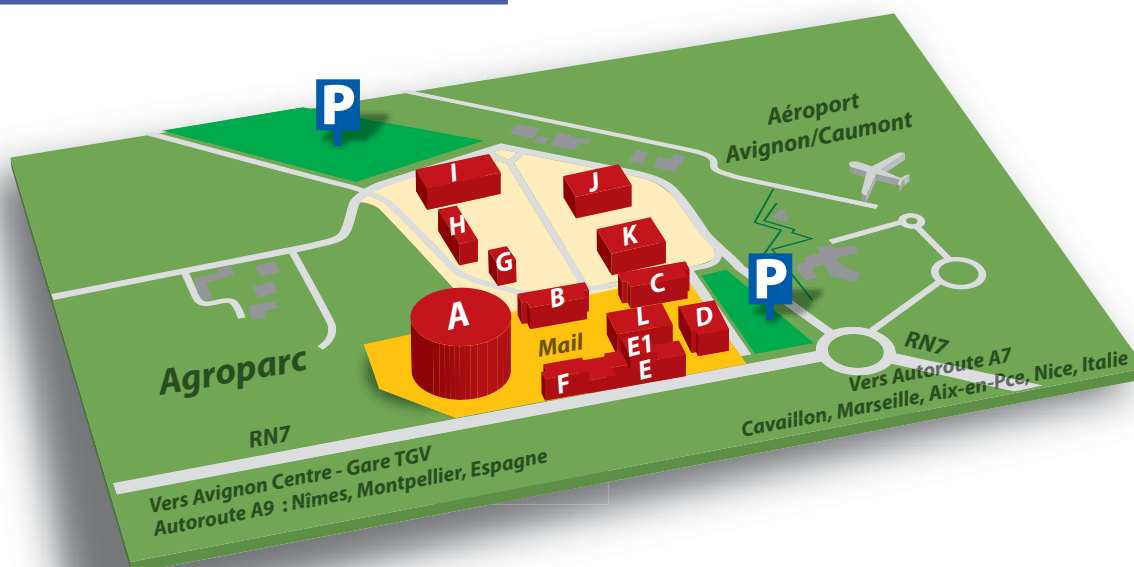 P
Aéroport
Avignon/Caumont
I
J
H
K
G
C
P
B
A
L
D
Mail
E1
E
F
Agroparc
RN7
Vers Autoroute A7
Cavaillon, Marseille, Aix-en-Pce, Nice, Italie
RN7
Vers Avignon Centre - Gare TGV
Autoroute A9 : Nîmes, Montpellier, Espagne